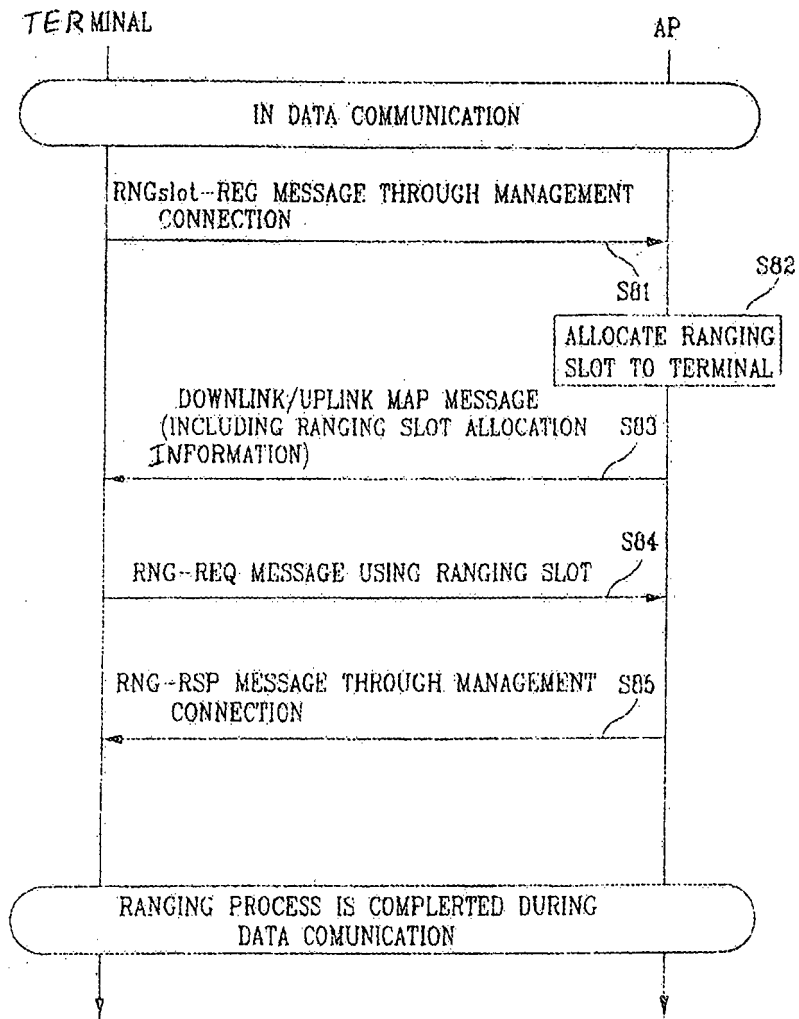 TERMINAL
AP
IN DATA COMMUNICATION
RNGslot-REG MESSAGE THROUGH MANAGEMENT
CONNECTION
S81
S82
ALLOCATE RANGING
SLOT TO TERMINAL
DOWNLINK/UPLINK MAP MESSAGE
(INCLUDING RANGING SLOT ALLOCATION
INFORMATION)
S83
S84
RNG-REQ MESSAGE USING RANGING SLOT
RNG-RSP MESSAGE THROUGH MANAGEMENT
CONNECTION
S85
RANGING PROCESS IS COMPLERTED DURING
DATA COMUNICATION